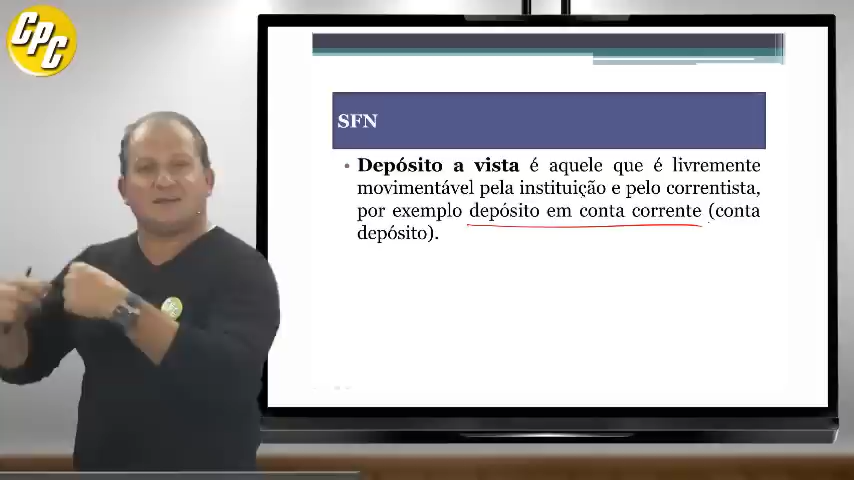 CPC
SFN
• Depósito a vista é aquele que é livremente
movimentável pela instituição e pelo correntista,
por exemplo depósito em conta corrente (conta
depósito).
CPC